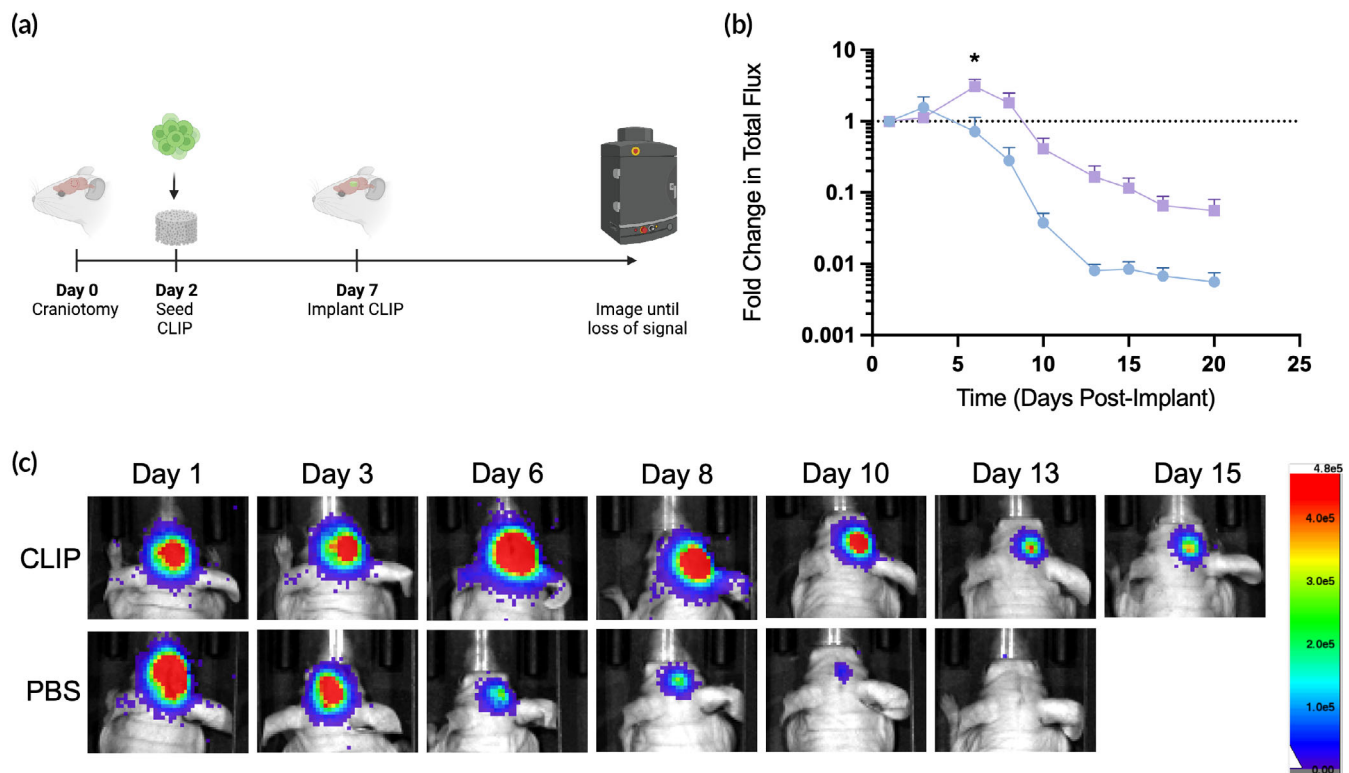 (a)
Day 0
Craniotomy
Day 2
Seed
CLIP
Day 7
Implant CLIP
Image until
loss of signal
(b)
*
Fold Change in Total Flux
10
1
0.1
0.01
0.001
0 5 10 15 20 25
Time (Days Post-Implant)
(c)
Day 1 Day 3 Day 6 Day 8 Day 10 Day 13 Day 15
CLIP
PBS
4.8e5
4.0e5
3.0e5
2.0e5
1.0e5
0.00